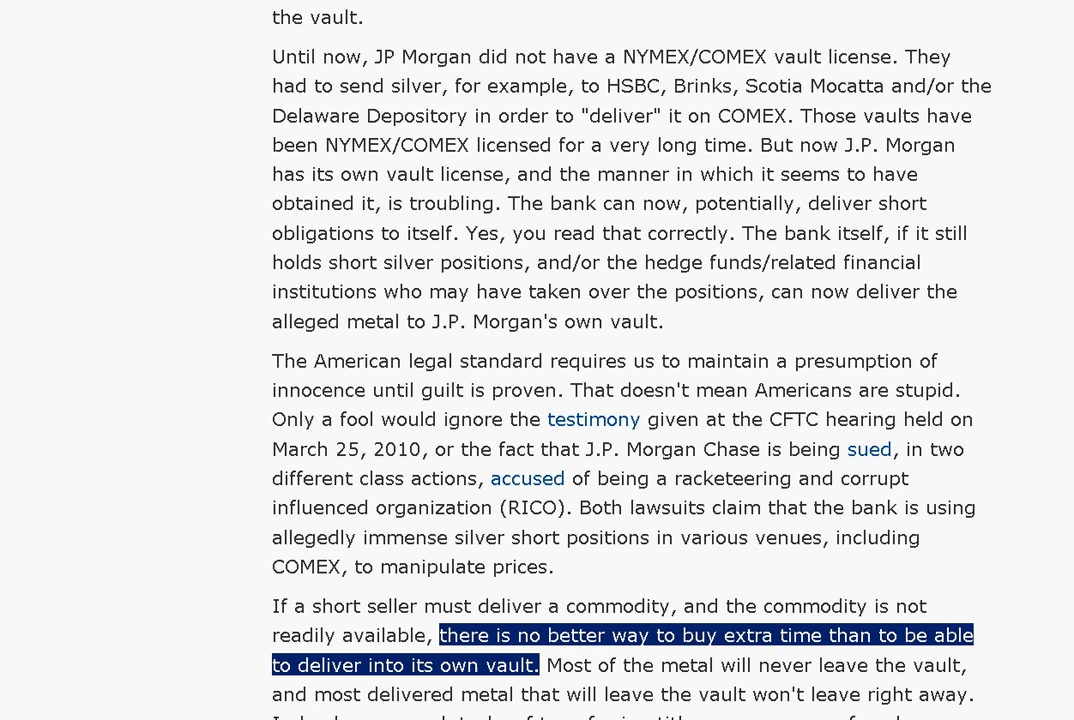 the vault.
Until now, JP Morgan did not have a NYMEX/COMEX vault license. They
had to send silver, for example, to HSBC, Brinks, Scotia Mocatta and/or the
Delaware Depository in order to "deliver" it on COMEX. Those vaults have
been NYMEX/COMEX licensed for a very long time. But now J.P. Morgan
has its own vault license, and the manner in which it seems to have
obtained it, is troubling. The bank can now, potentially, deliver short
obligations to itself. Yes, you read that correctly. The bank itself, if it still
holds short silver positions, and/or the hedge funds/related financial
institutions who may have taken over the positions, can now deliver the
alleged metal to J.P. Morgan's own vault.
The American legal standard requires us to maintain a presumption of
innocence until guilt is proven. That doesn't mean Americans are stupid.
Only a fool would ignore the testimony given at the CFTC hearing held on
March 25, 2010, or the fact that J.P. Morgan Chase is being sued, in two
different class actions, accused of being a racketeering and corrupt
influenced organization (RICO). Both lawsuits claim that the bank is using
allegedly immense silver short positions in various venues, including
COMEX, to manipulate prices.
If a short seller must deliver a commodity, and the commodity is not
readily available, there is no better way to buy extra time than to be able
to deliver into its own vault. Most of the metal will never leave the vault,
and most delivered metal that will leave the vault won't leave right away.